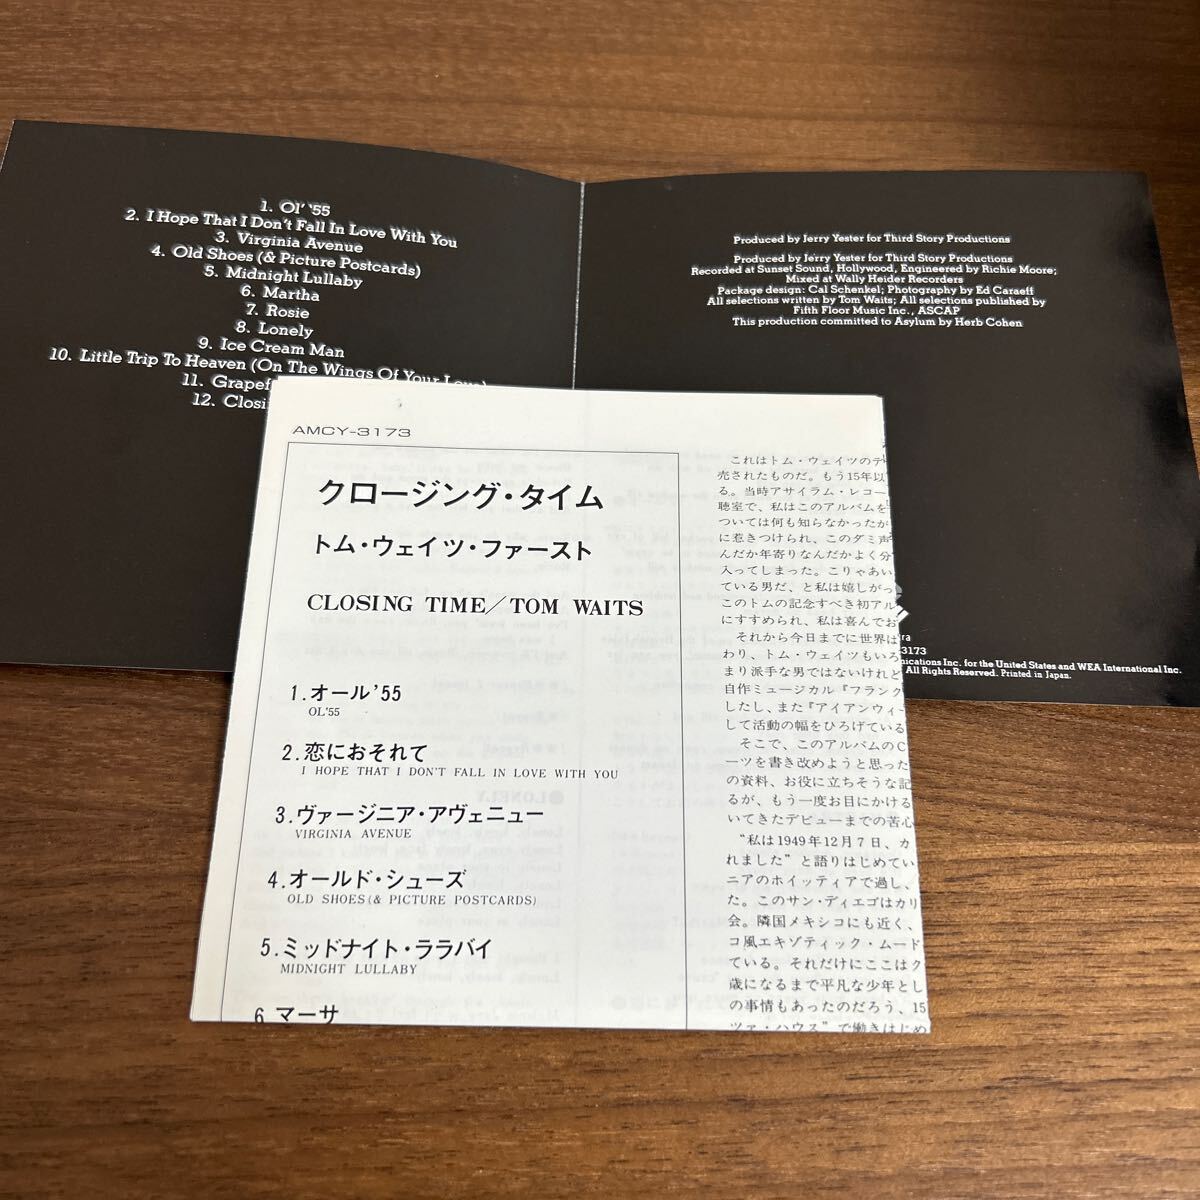 1. Ol' '55
2. I Hope That I Don't Fall In Love With You
3. Virginia Avenue
4. Old Shoes (& Picture Postcards)
5. Midnight Lullaby
6. Martha
7. Rosie
8. Lonely
9. Ice Cream Man
10. Little Trip To Heaven (On The Wings Of Your Love)
11. Grapef
12. Closi
Produced by Jerry Yester for Third Story Productions
Produced by Jerry Yester for Third Story Productions
Recorded at Sunset Sound, Hollywood, Engineered by Richie Moore;
Mixed at Wally Heider Recorders
Package design: Cal Schenkel; Photography by Ed Caraeff
All selections written by Tom Waits; All selections published by
Fifth Floor Music Inc., ASCAP
This production committed to Asylum by Herb Cohen
tra
-3173
nications Inc. for the United States and WEA International Inc.
All Rights Reserved. Printed in Japan.
AMCY-3173
クロージング・タイム
トム・ウェイツ・ファースト
CLOSING TIME/TOM WAITS
1.オール'55
OL'55
2.恋におそれて
I HOPE THAT I DON'T FALL IN LOVE WITH YOU
3.ヴァージニア・アヴェニュー
VIRGINIA AVENUE
4.オールド・シューズ
OLD SHOES(& PICTURE POSTCARDS)
5.ミッドナイト・ララバイ
MIDNIGHT LULLABY
6.マーサ
これはトム・ウェイツのデ
売されたものだ。もう15年以
る。当時アサイラム・レコー
聴室で、私はこのアルバムを
ついては何も知らなかったが
に惹きつけられ、このダミ声
んだか年寄りなんだかよく分
入ってしまった。こりゃあい
ている男だ、と私は嬉しがっ
このトムの記念すべき初アル
にすすめられ、私は喜んでお
それから今日までに世界は
わり、トム・ウェイツもいろ
まり派手な男ではないけれど
自作ミュージカル『フランク
したし、また『アイアンウィー
して活動の幅をひろげている
そこで、このアルバムのC
ーツを書き改めようと思った
の資料、お役に立ちそうな記
るが、もう一度お目にかける
いてきたデビューまでの苦心
“私は1949年12月7日、カ
れました”と語りはじめてい
ニアのホイッティアで過し、
た。このサン・ディエゴはカリ
会。隣国メキシコにも近く、
コ風エキゾティック・ムード
ている。それだけにここはク
歳になるまで平凡な少年とし
の事情もあったのだろう、15
ツァ・ハウス”で働きはじめ